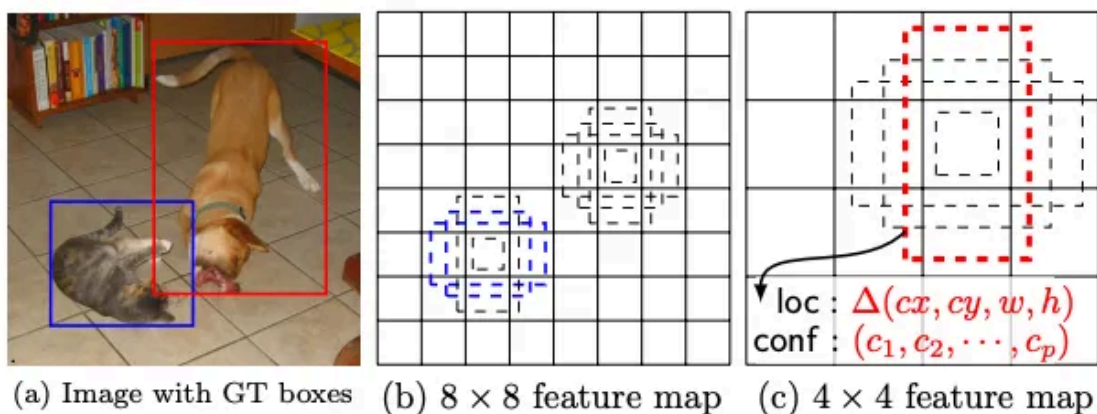 loc : Δ(cx, cy, w, h)
conf : (c₁, c₂, ⋯, cₚ)
(a) Image with GT boxes
(b) 8 × 8 feature map
(c) 4 × 4 feature map